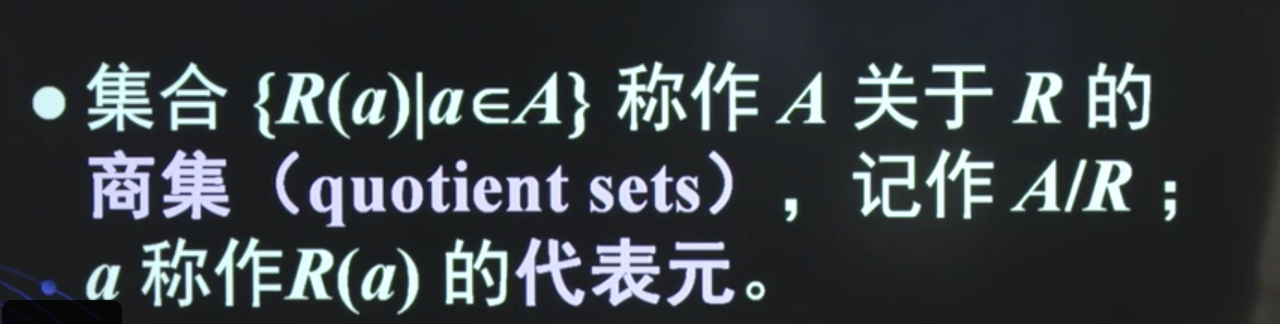 • 集合 {R(a)|a∈A} 称作 A 关于 R 的
商集（quotient sets）， 记作 A/R ；
a 称作R(a) 的代表元。